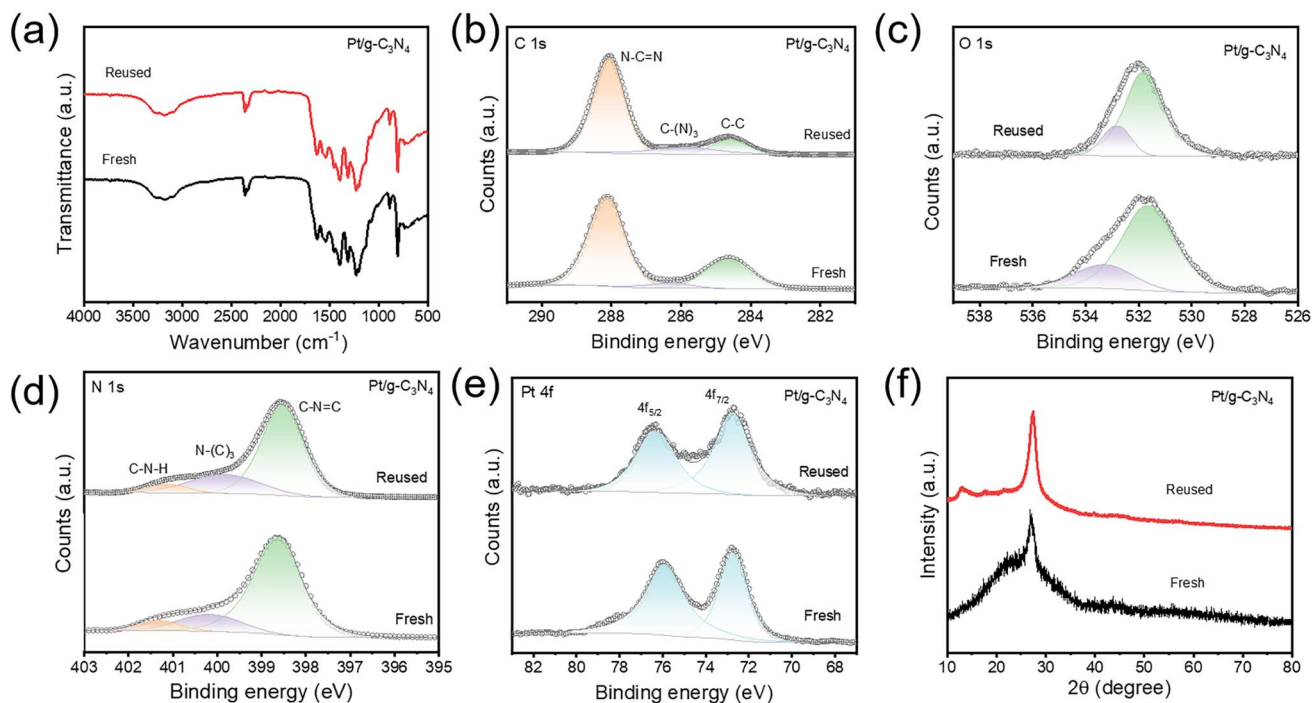 (a)
Pt/g-C₃N₄
Reused
Fresh
Transmittance (a.u.)
4000 3500 3000 2500 2000 1500 1000 500
Wavenumber (cm⁻¹)
(b)
C 1s
Pt/g-C₃N₄
N-C=N
C-(N)₃
C-C
Reused
Fresh
Counts (a.u.)
290 288 286 284 282
Binding energy (eV)
(c)
O 1s
Pt/g-C₃N₄
Reused
Fresh
Counts (a.u.)
538 536 534 532 530 528 526
Binding energy (eV)
(d)
N 1s
Pt/g-C₃N₄
C-N=C
N-(C)₃
C-N-H
Reused
Fresh
Counts (a.u.)
403 402 401 400 399 398 397 396 395
Binding energy (eV)
(e)
Pt 4f
Pt/g-C₃N₄
4f₅/₂
4f₇/₂
Reused
Fresh
Counts (a.u.)
82 80 78 76 74 72 70 68
Binding energy (eV)
(f)
Pt/g-C₃N₄
Reused
Fresh
Intensity (a.u.)
10 20 30 40 50 60 70 80
2θ (degree)